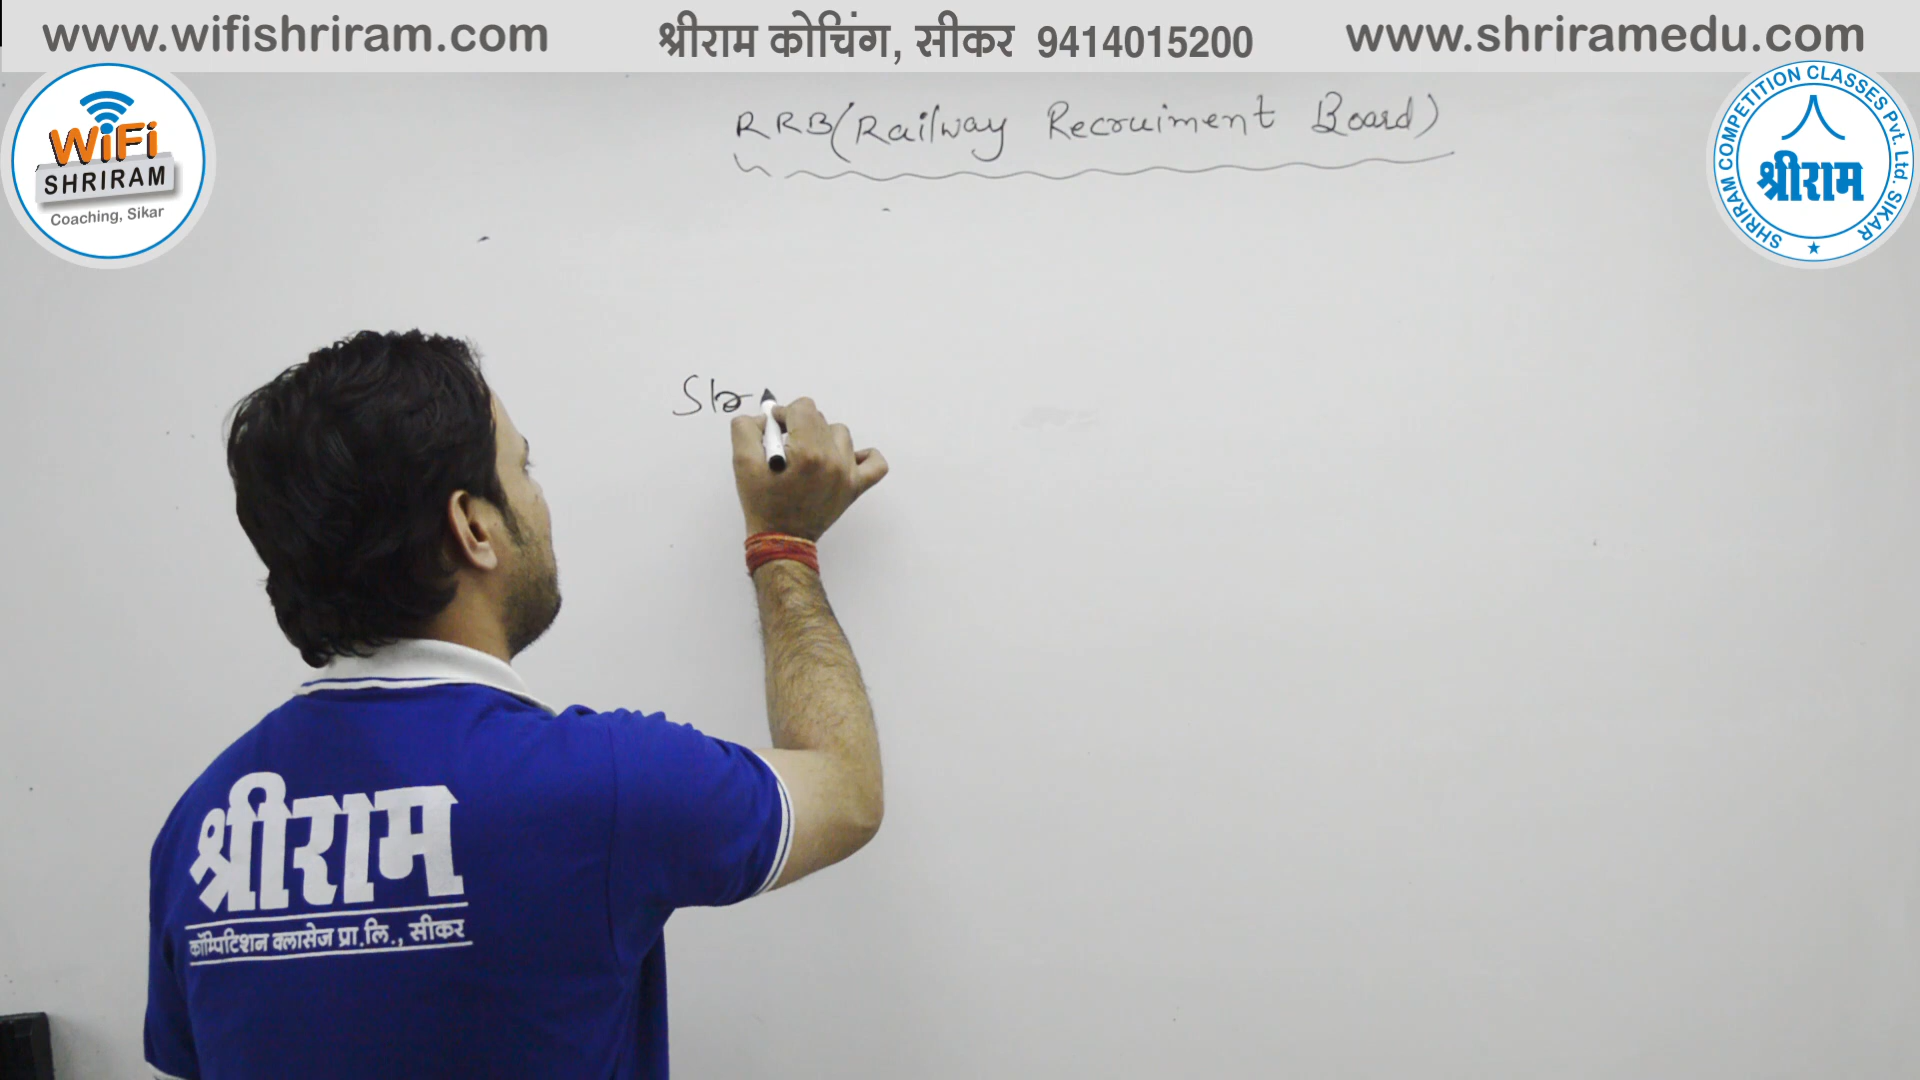 www.wifishriram.com
श्रीराम कोचिंग, सीकर 9414015200
www.shriramedu.com
WiFi
SHRIRAM
Coaching, Sikar
SHRIRAM COMPETITION CLASSES Pvt. Ltd. SIKAR
श्रीराम
RRB (Railway Recruiment Board)
श्रीराम
कॉम्पिटिशन क्लासेज प्रा.लि., सीकर